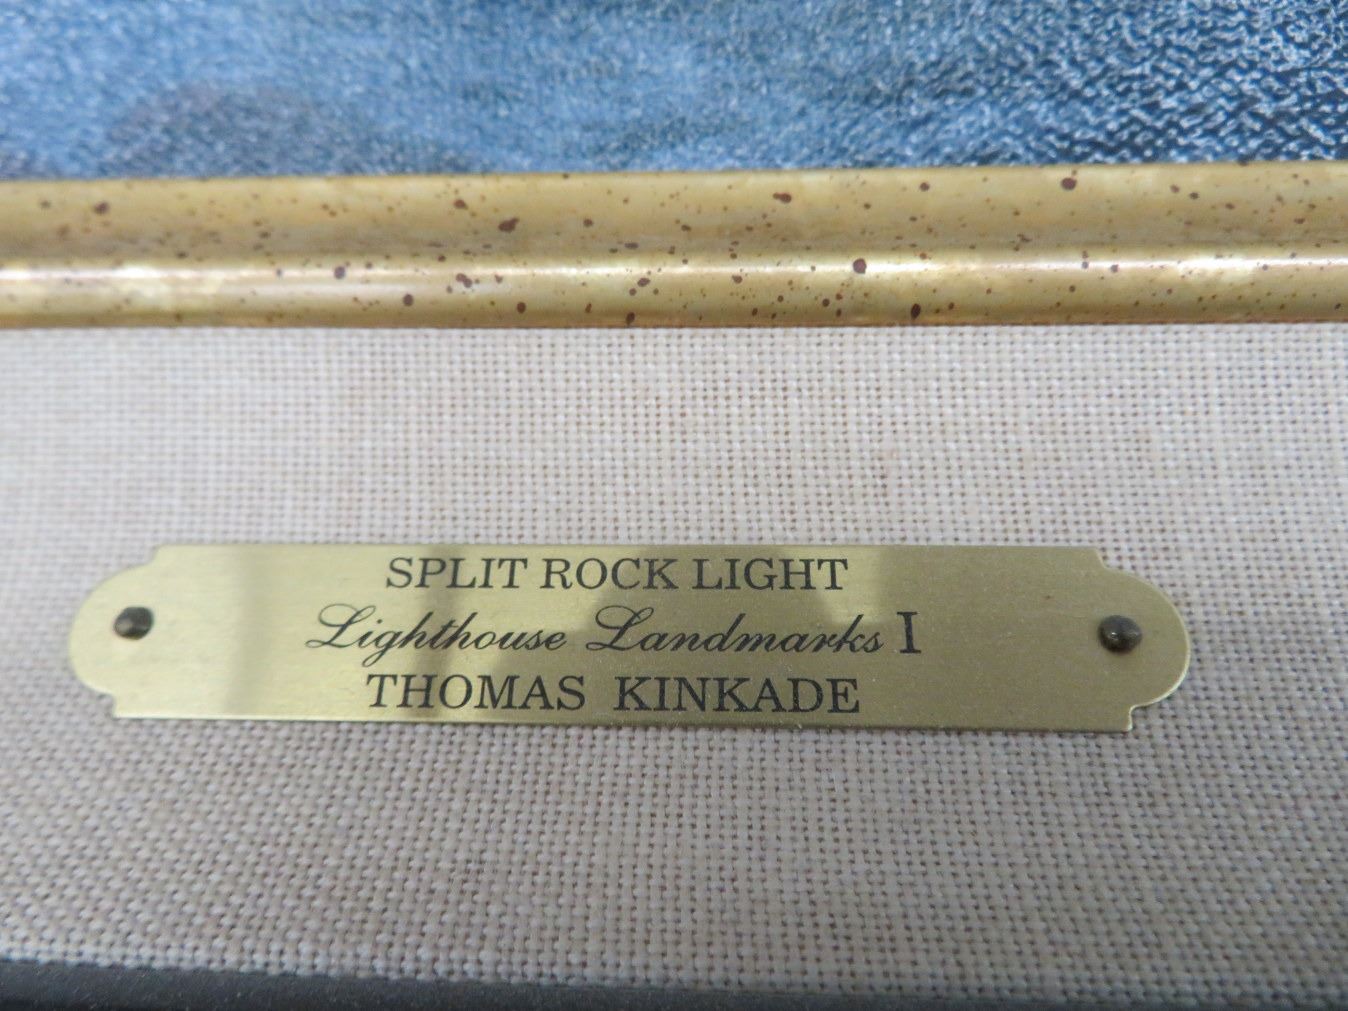 SPLIT ROCK LIGHT
Lighthouse Landmarks I
THOMAS KINKADE